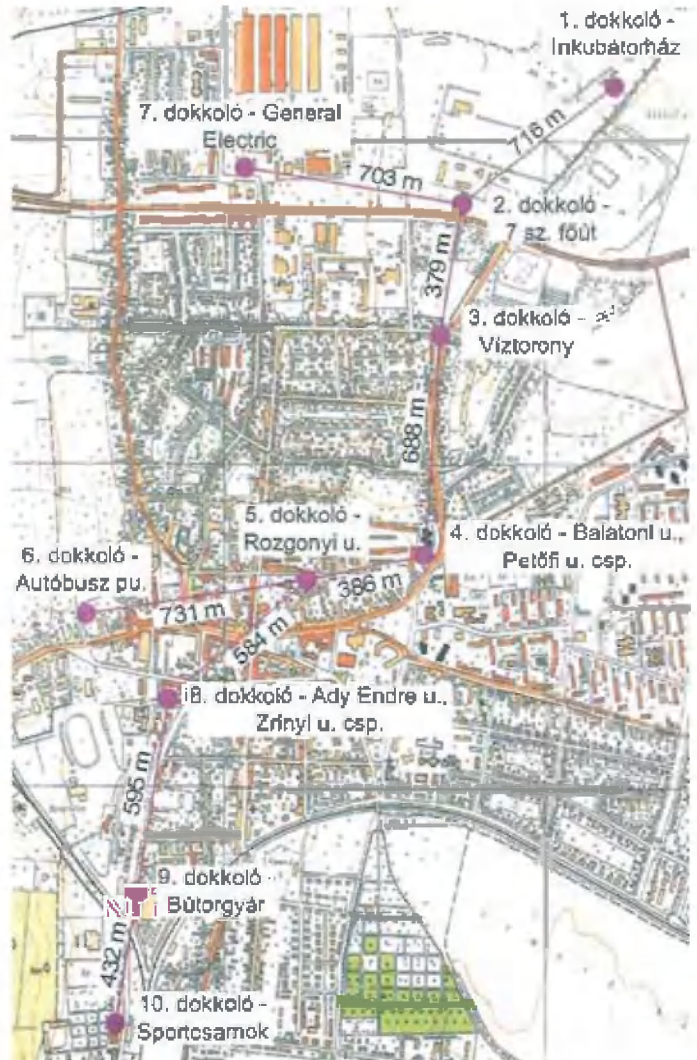 1. dokkoló -
Inkubátorház
7. dokkoló - General
Electric
716 m
703 m
2. dokkoló -
7 sz. főút
379 m
3. dokkoló -
Víztorony
688 m
5. dokkoló -
Rozgonyi u.
4. dokkoló - Balatoni u.,
Petőfi u. csp.
6. dokkoló -
Autóbusz pu.
386 m
731 m
584 m
8. dokkoló - Ady Endre u.,
Zrínyi u. csp.
595 m
9. dokkoló -
Bútorgyár
432 m
10. dokkoló -
Sportcsarnok